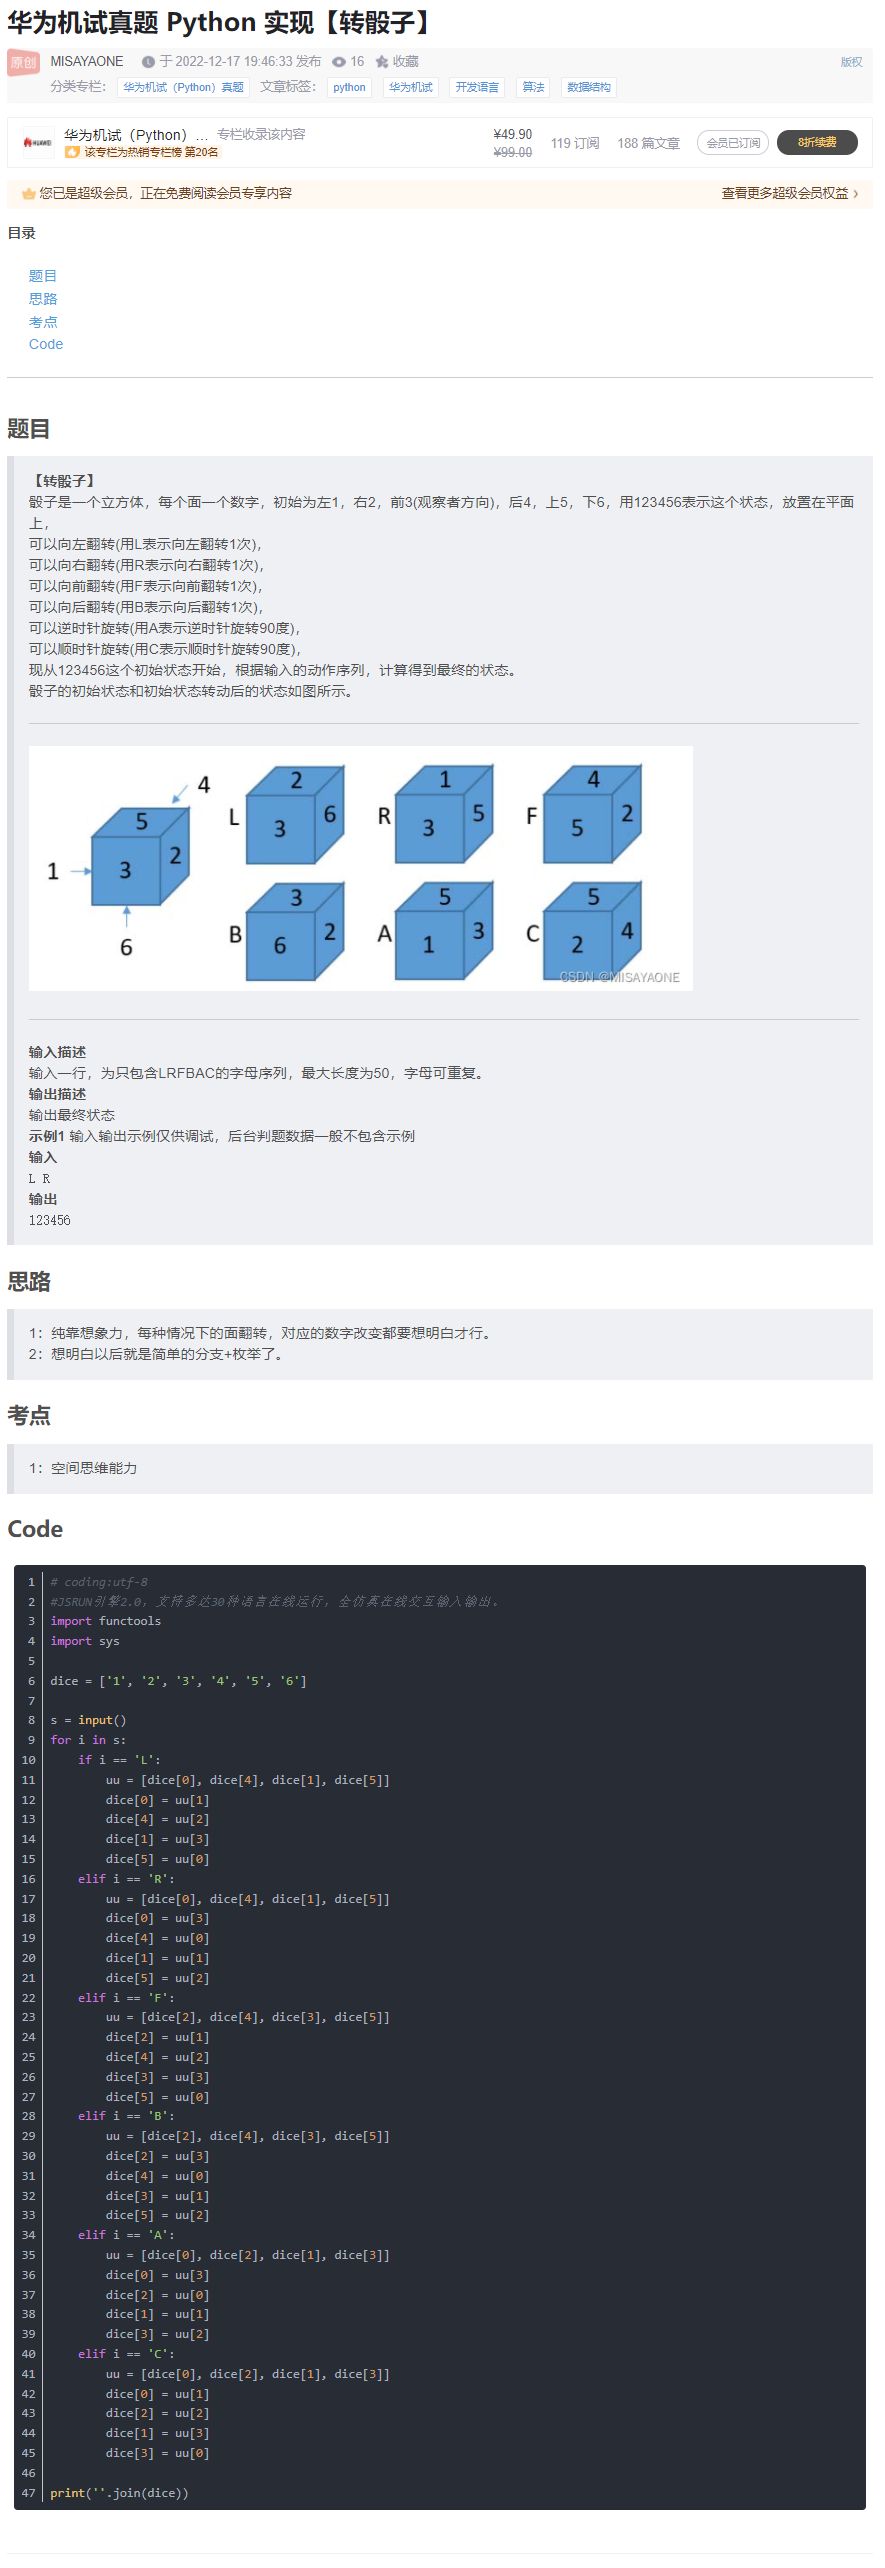 华为机试真题 Python 实现【转骰子】
原创 MISAYAONE 于 2022-12-17 19:46:33 发布 16 收藏 版权
分类专栏： 华为机试（Python）真题 文章标签： python 华为机试 开发语言 算法 数据结构
HUAWEI 华为机试（Python）... 专栏收录该内容 ¥49.90 119 订阅 188 篇文章 会员已订阅 8折续费
该专栏为热销专栏榜 第20名 ¥99.00
您已是超级会员，正在免费阅读会员专享内容 查看更多超级会员权益
目录
题目
思路
考点
Code
题目
【转骰子】
骰子是一个立方体，每个面一个数字，初始为左1，右2，前3(观察者方向)，后4，上5，下6，用123456表示这个状态，放置在平面
上，
可以向左翻转(用L表示向左翻转1次)，
可以向右翻转(用R表示向右翻转1次)，
可以向前翻转(用F表示向前翻转1次)，
可以向后翻转(用B表示向后翻转1次)，
可以逆时针旋转(用A表示逆时针旋转90度)，
可以顺时针旋转(用C表示顺时针旋转90度)，
现从123456这个初始状态开始，根据输入的动作序列，计算得到最终的状态。
骰子的初始状态和初始状态转动后的状态如图所示。
4
5
1 3 2
6
L 2 3 6
R 1 3 5
F 4 5 2
B 3 6 2
A 5 1 3
C 5 2 4
CSDN @MISAYAONE
输入描述
输入一行，为只包含LRFBAC的字母序列，最大长度为50，字母可重复。
输出描述
输出最终状态
示例1 输入输出示例仅供调试，后台判题数据一般不包含示例
输入
L R
输出
123456
思路
1：纯靠想象力，每种情况下的面翻转，对应的数字改变都要想明白才行。
2：想明白以后就是简单的分支+枚举了。
考点
1：空间思维能力
Code
1 # coding:utf-8
2 #JSRUN引擎2.0，支持多达30种语言在线运行，全仿真在线交互输入输出。
3 import functools
4 import sys
5
6 dice = ['1', '2', '3', '4', '5', '6']
7
8 s = input()
9 for i in s:
10     if i == 'L':
11         uu = [dice[0], dice[4], dice[1], dice[5]]
12         dice[0] = uu[1]
13         dice[4] = uu[2]
14         dice[1] = uu[3]
15         dice[5] = uu[0]
16     elif i == 'R':
17         uu = [dice[0], dice[4], dice[1], dice[5]]
18         dice[0] = uu[3]
19         dice[4] = uu[0]
20         dice[1] = uu[1]
21         dice[5] = uu[2]
22     elif i == 'F':
23         uu = [dice[2], dice[4], dice[3], dice[5]]
24         dice[2] = uu[1]
25         dice[4] = uu[2]
26         dice[3] = uu[3]
27         dice[5] = uu[0]
28     elif i == 'B':
29         uu = [dice[2], dice[4], dice[3], dice[5]]
30         dice[2] = uu[3]
31         dice[4] = uu[0]
32         dice[3] = uu[1]
33         dice[5] = uu[2]
34     elif i == 'A':
35         uu = [dice[0], dice[2], dice[1], dice[3]]
36         dice[0] = uu[3]
37         dice[2] = uu[0]
38         dice[1] = uu[1]
39         dice[3] = uu[2]
40     elif i == 'C':
41         uu = [dice[0], dice[2], dice[1], dice[3]]
42         dice[0] = uu[1]
43         dice[2] = uu[2]
44         dice[1] = uu[3]
45         dice[3] = uu[0]
46
47 print(''.join(dice))